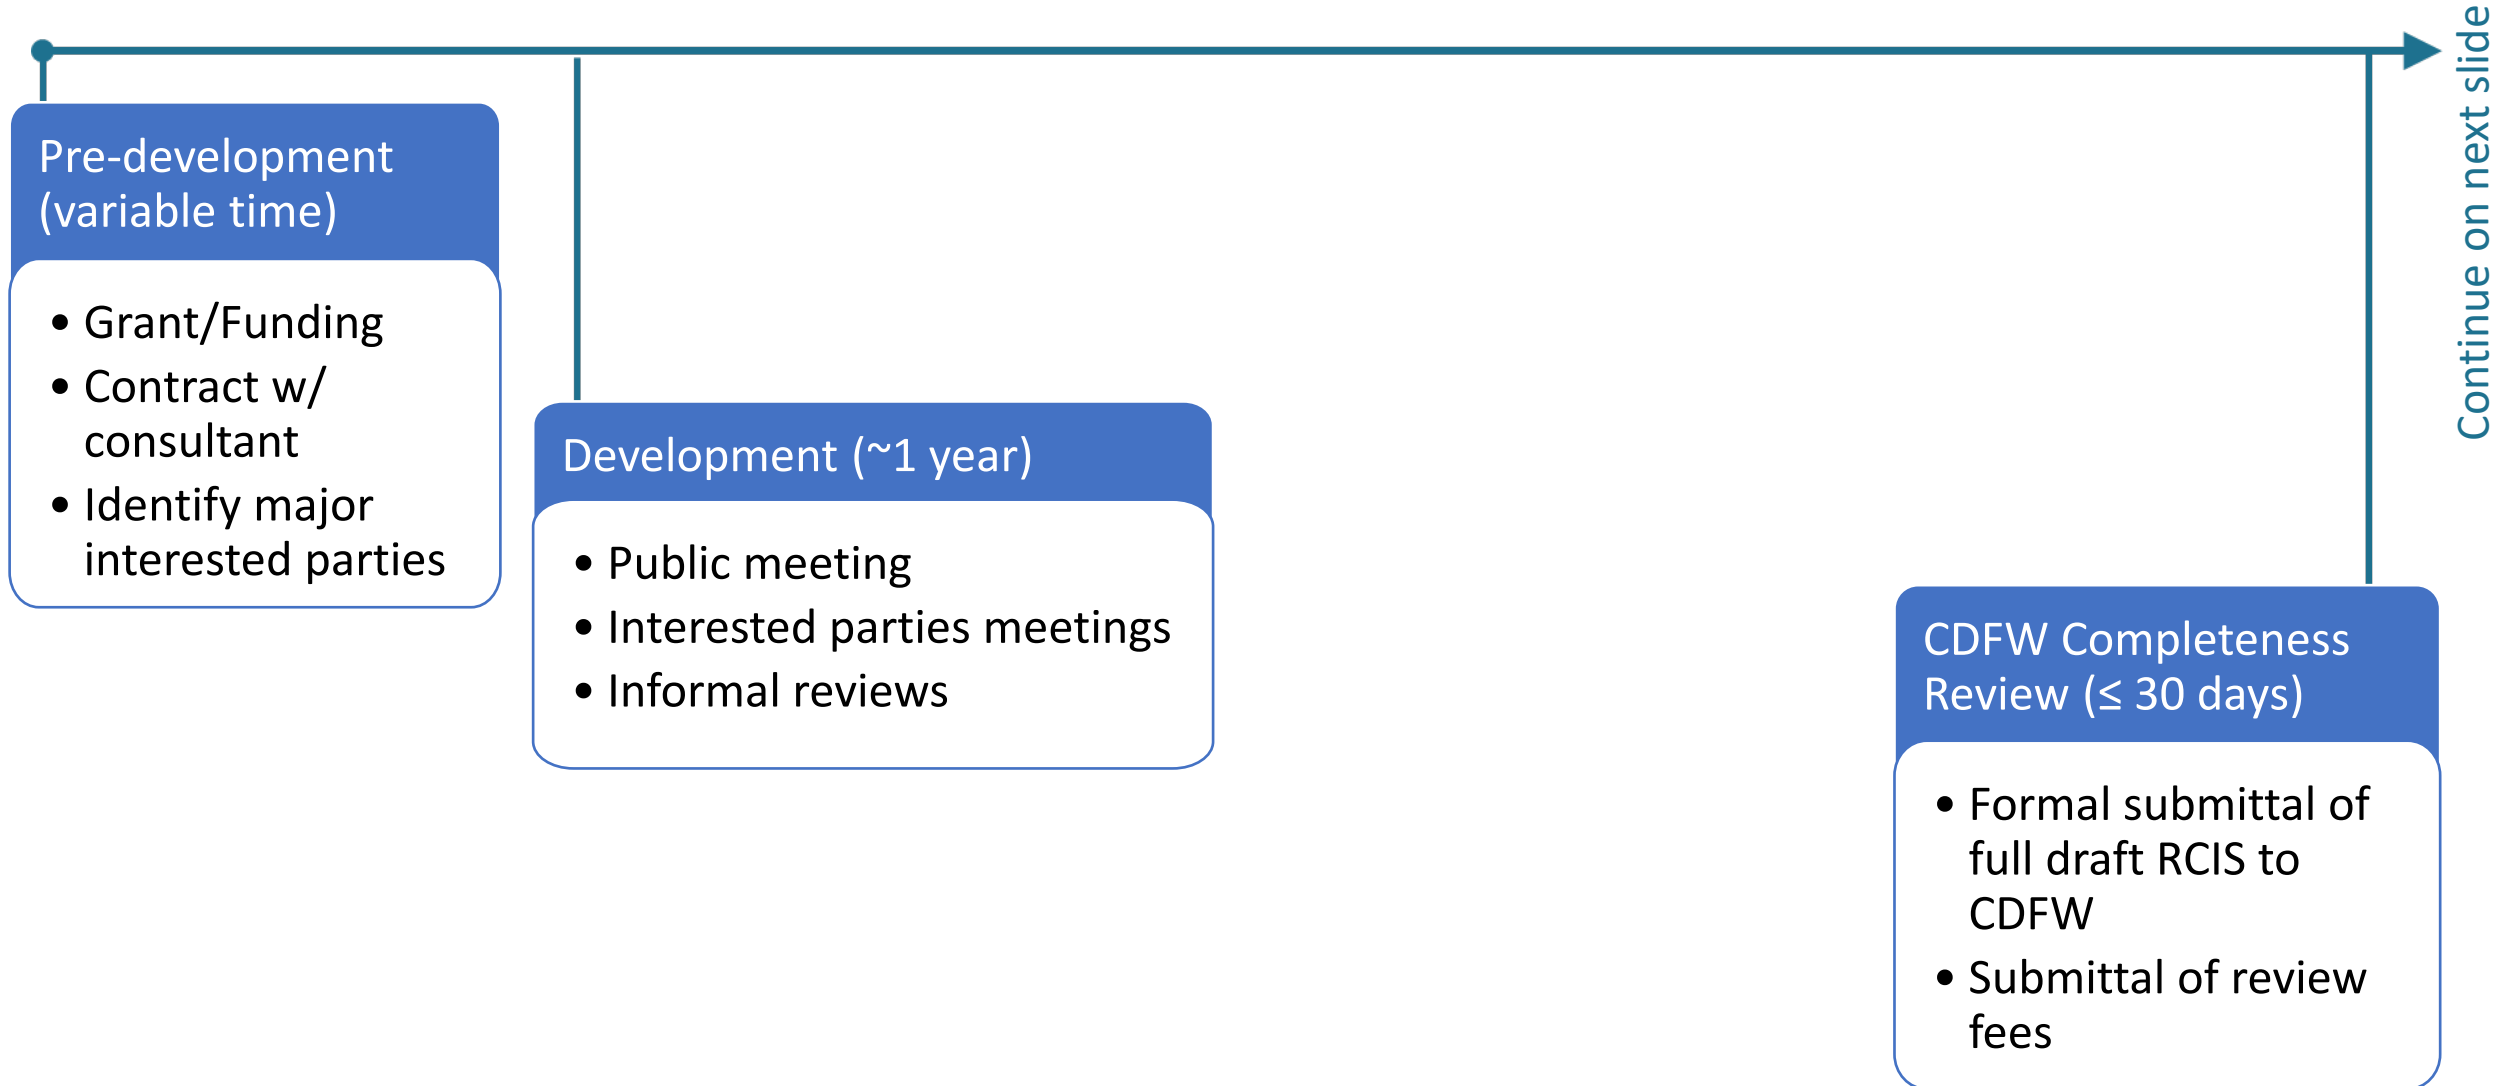 Pre-development
(variable time)
● Grant/Funding
● Contract w/
consultant
● Identify major
interested parties
Development (~1 year)
● Public meeting
● Interested parties meetings
● Informal reviews
CDFW Completeness
Review (≤ 30 days)
● Formal submittal of
full draft RCIS to
CDFW
● Submittal of review
fees
Continue on next slide